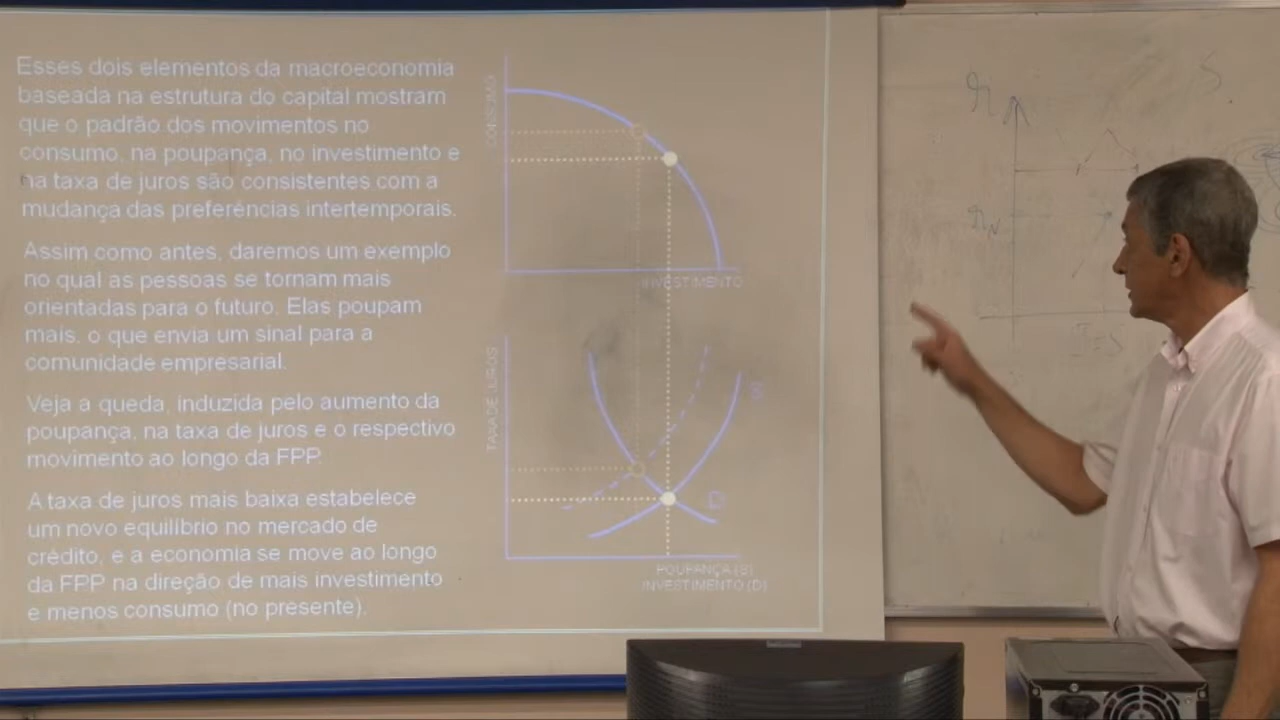 Esses dois elementos da macroeconomia
baseada na estrutura do capital mostram
que o padrão dos movimentos no
consumo, na poupança, no investimento e
na taxa de juros são consistentes com a
mudança das preferências intertemporais.
Assim como antes, daremos um exemplo
no qual as pessoas se tornam mais
orientadas para o futuro. Elas poupam
mais, o que envia um sinal para a
comunidade empresarial.
Veja a queda, induzida pelo aumento da
poupança, na taxa de juros e o respectivo
movimento ao longo da FPP.
A taxa de juros mais baixa estabelece
um novo equilíbrio no mercado de
crédito, e a economia se move ao longo
da FPP na direção de mais investimento
e menos consumo (no presente).
CONSUMO
INVESTIMENTO
TAXA DE JUROS
S
D
POUPANÇA (S)
INVESTIMENTO (D)
S